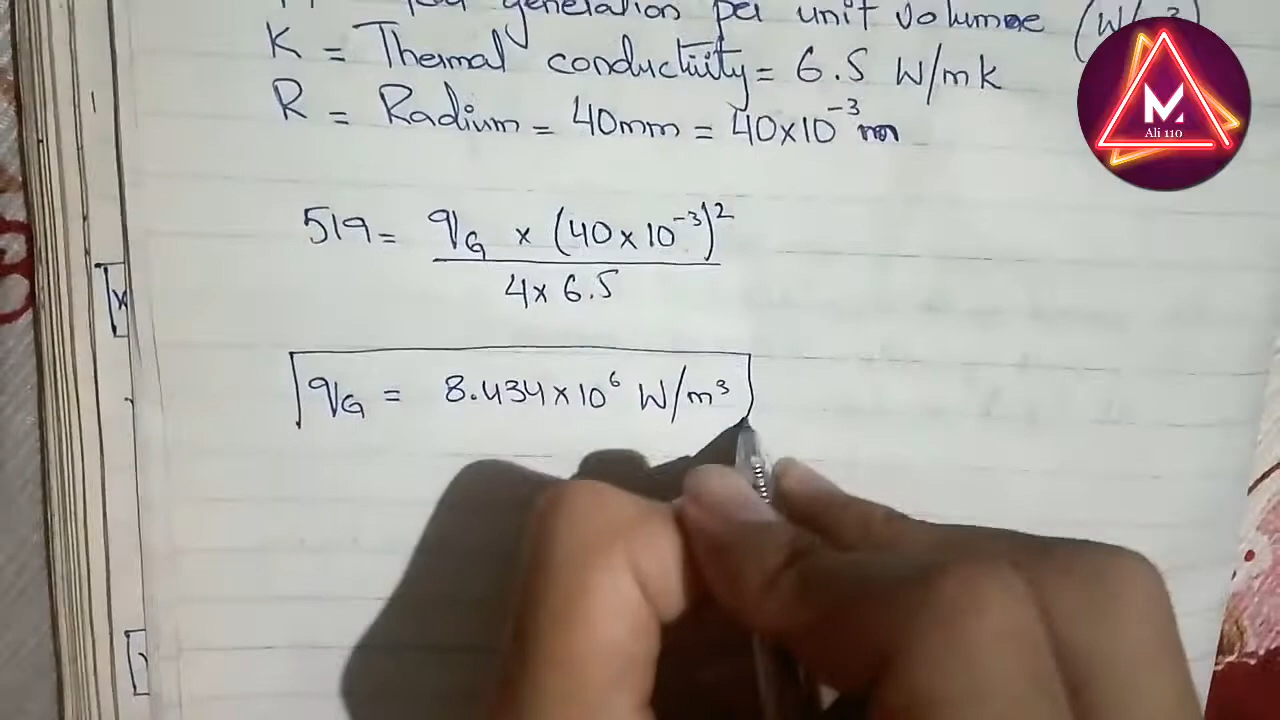 generation per unit volume (W/m³)
K = Thermal conductivity = 6.5 W/mk
R = Radium = 40mm = 40×10⁻³ m
519 = q_G × (40×10⁻³)²
4× 6.5
q_G = 8.434×10⁶ W/m³
M.
Ali 110